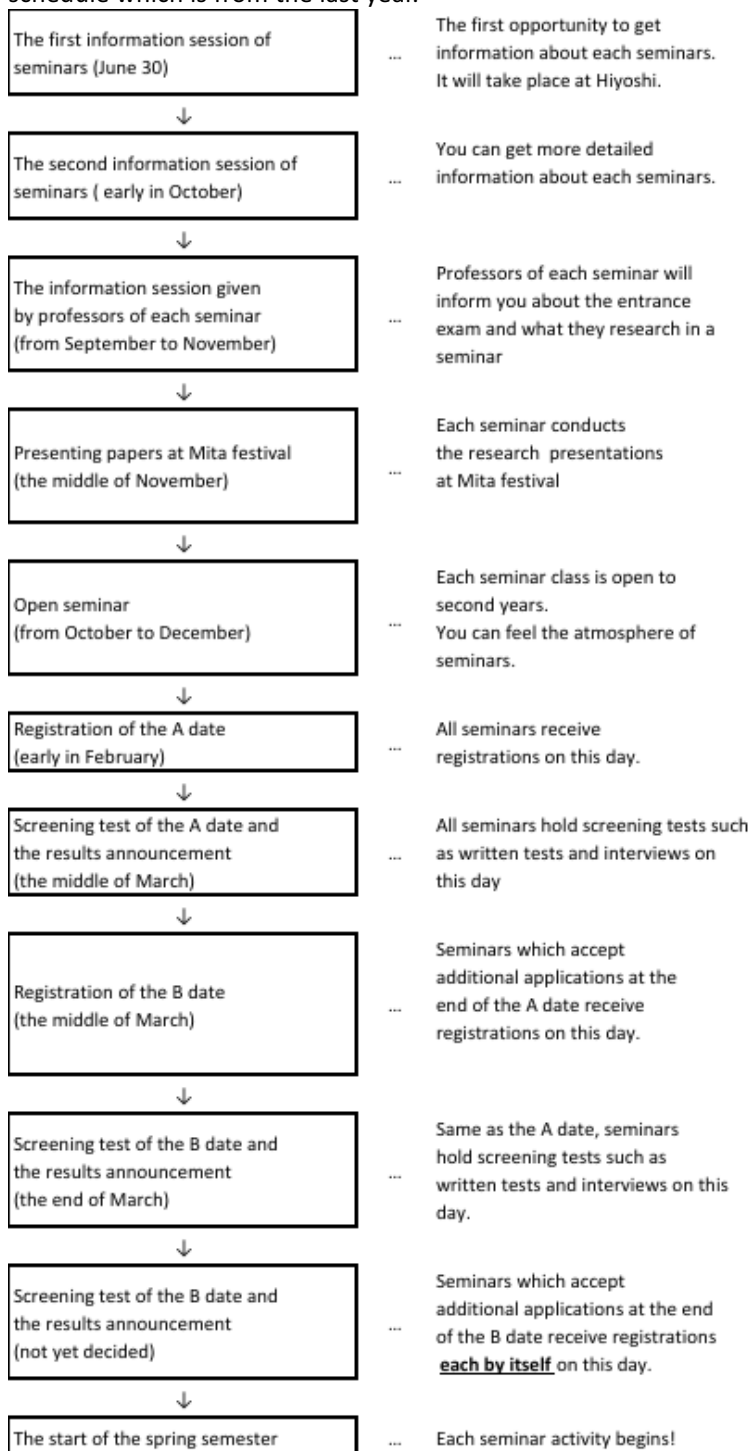 schedule which is from the last year.
The first information session of
seminars (June 30)
...
The first opportunity to get
information about each seminars.
It will take place at Hiyoshi.
↓
The second information session of
seminars ( early in October)
...
You can get more detailed
information about each seminars.
↓
The information session given
by professors of each seminar
(from September to November)
...
Professors of each seminar will
inform you about the entrance
exam and what they research in a
seminar
↓
Presenting papers at Mita festival
(the middle of November)
...
Each seminar conducts
the research presentations
at Mita festival
↓
Open seminar
(from October to December)
...
Each seminar class is open to
second years.
You can feel the atmosphere of
seminars.
↓
Registration of the A date
(early in February)
...
All seminars receive
registrations on this day.
↓
Screening test of the A date and
the results announcement
(the middle of March)
...
All seminars hold screening tests such
as written tests and interviews on
this day
↓
Registration of the B date
(the middle of March)
...
Seminars which accept
additional applications at the
end of the A date receive
registrations on this day.
↓
Screening test of the B date and
the results announcement
(the end of March)
...
Same as the A date, seminars
hold screening tests such as
written tests and interviews on this
day.
↓
Screening test of the B date and
the results announcement
(not yet decided)
...
Seminars which accept
additional applications at the end
of the B date receive registrations
each by itself on this day.
↓
The start of the spring semester
...
Each seminar activity begins!